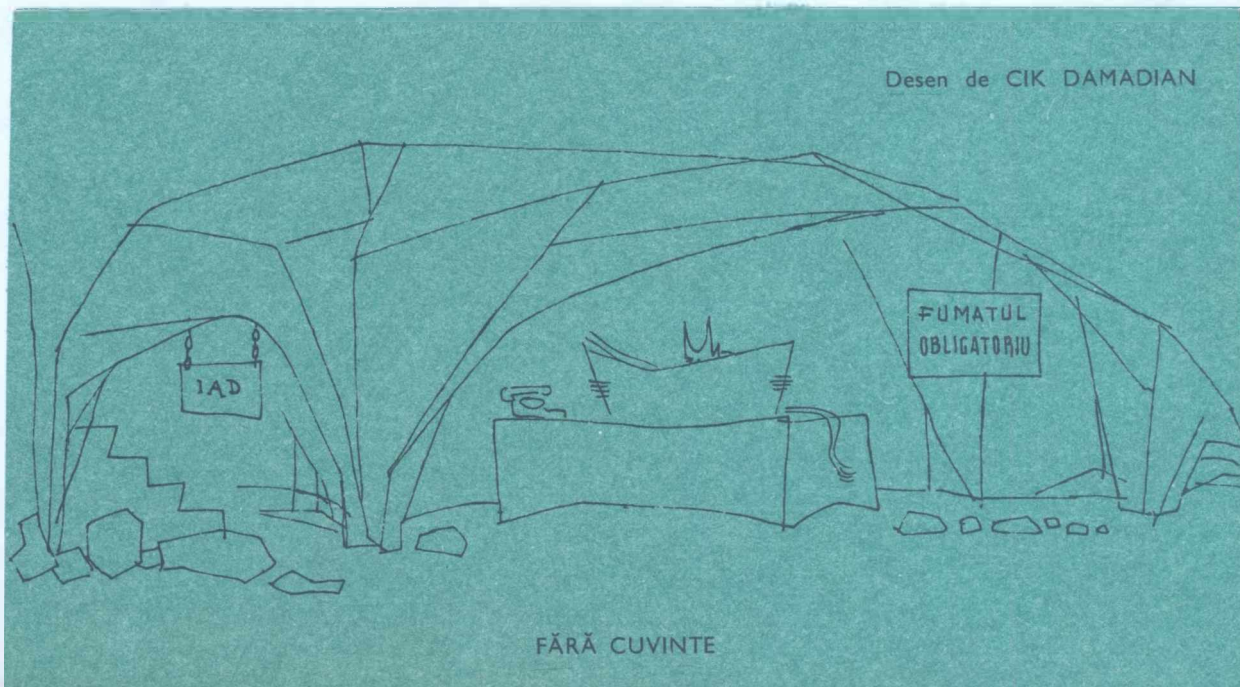 Desen de CIK DAMADIAN
IAD
FUMATUL
OBLIGATORIU
FĂRĂ CUVINTE